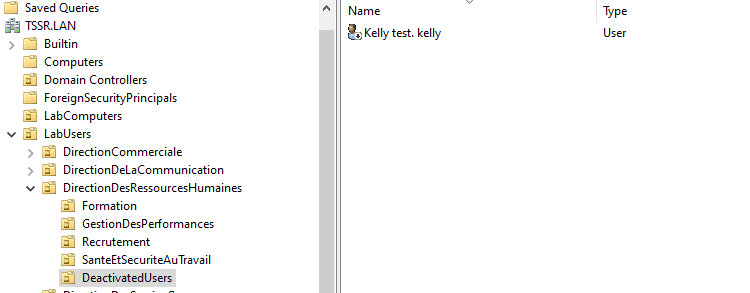 Saved Queries
TSSR.LAN
Builtin
Computers
Domain Controllers
ForeignSecurityPrincipals
LabComputers
LabUsers
DirectionCommerciale
DirectionDeLaCommunication
DirectionDesRessourcesHumaines
Formation
GestionDesPerformances
Recrutement
SanteEtSecuriteAuTravail
DeactivatedUsers
Name Type
Kelly test. kelly User